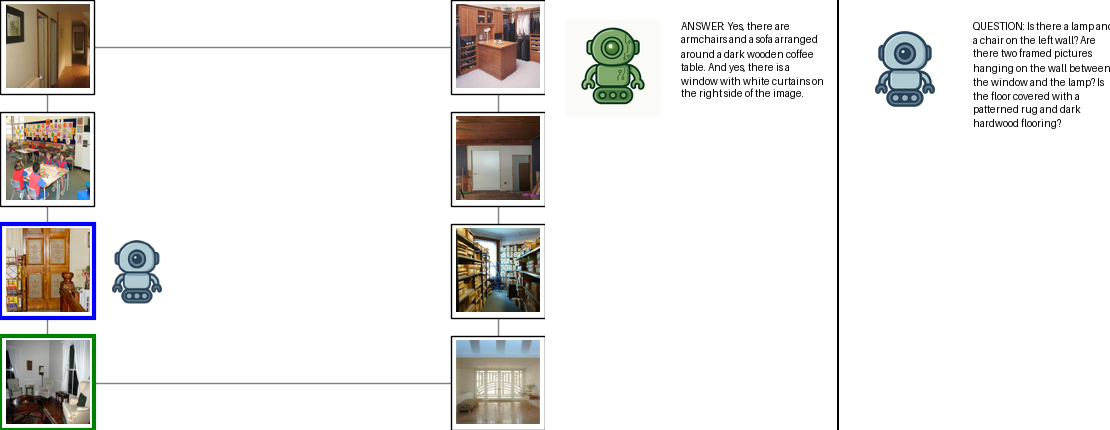 ANSWER: Yes, there are
armchairs and a sofa arranged
around a dark wooden coffee
table. And yes, there is a
window with white curtains on
the right side of the image.
QUESTION: Is there a lamp and
a chair on the left wall? Are
there two framed pictures
hanging on the wall between
the window and the lamp? Is
the floor covered with a
patterned rug and dark
hardwood flooring?